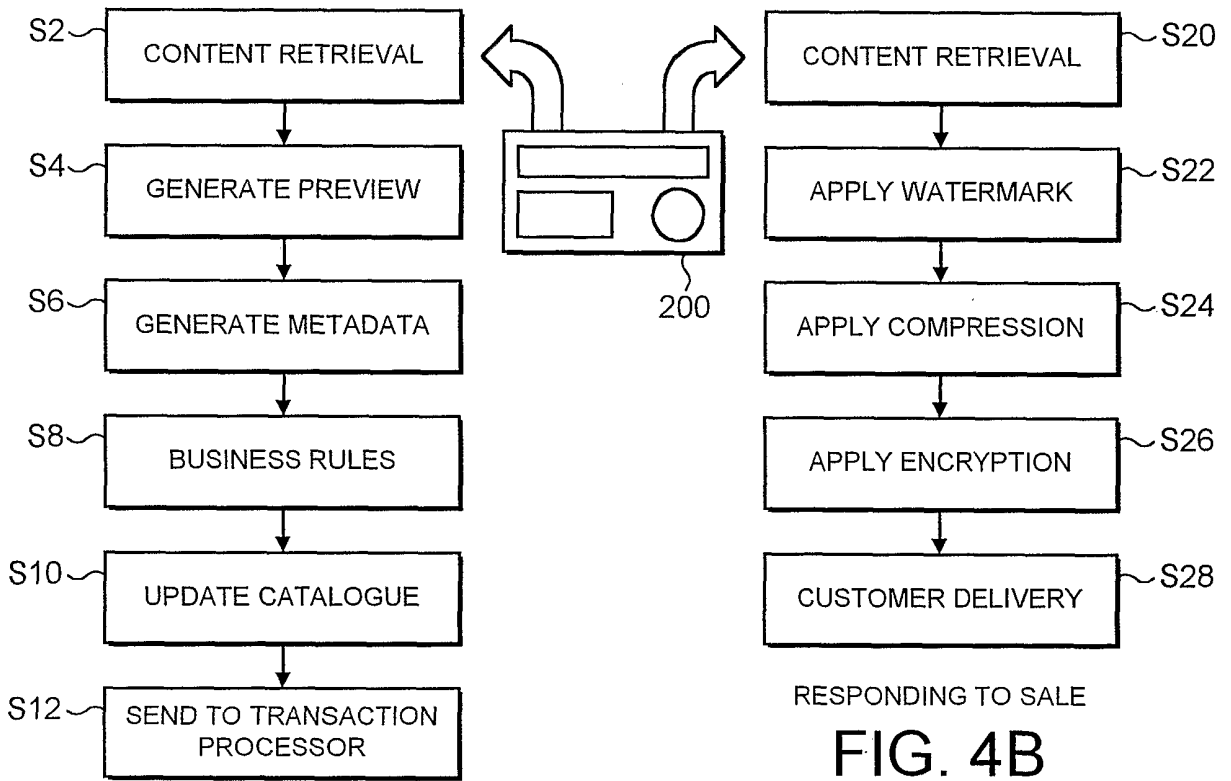 S2
CONTENT RETRIEVAL
S4
GENERATE PREVIEW
S6
GENERATE METADATA
S8
BUSINESS RULES
S10
UPDATE CATALOGUE
S12
SEND TO TRANSACTION
PROCESSOR
200
S20
CONTENT RETRIEVAL
S22
APPLY WATERMARK
S24
APPLY COMPRESSION
S26
APPLY ENCRYPTION
S28
CUSTOMER DELIVERY
RESPONDING TO SALE
FIG. 4B